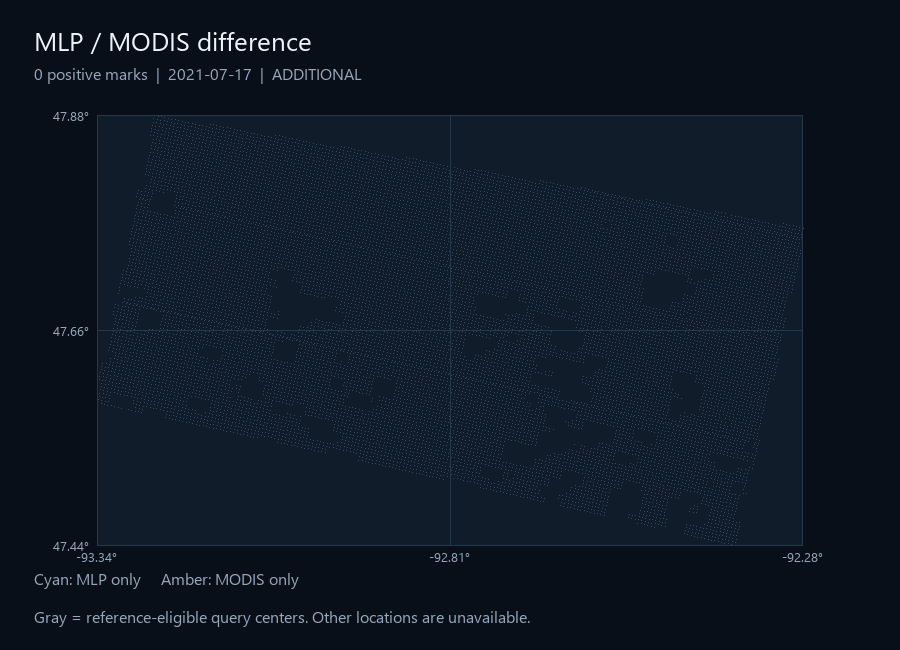 MLP / MODIS difference
0 positive marks | 2021-07-17 | ADDITIONAL
47.88°
47.66°
47.44°
-93.34° -92.81° -92.28°
Cyan: MLP only Amber: MODIS only
Gray = reference-eligible query centers. Other locations are unavailable.